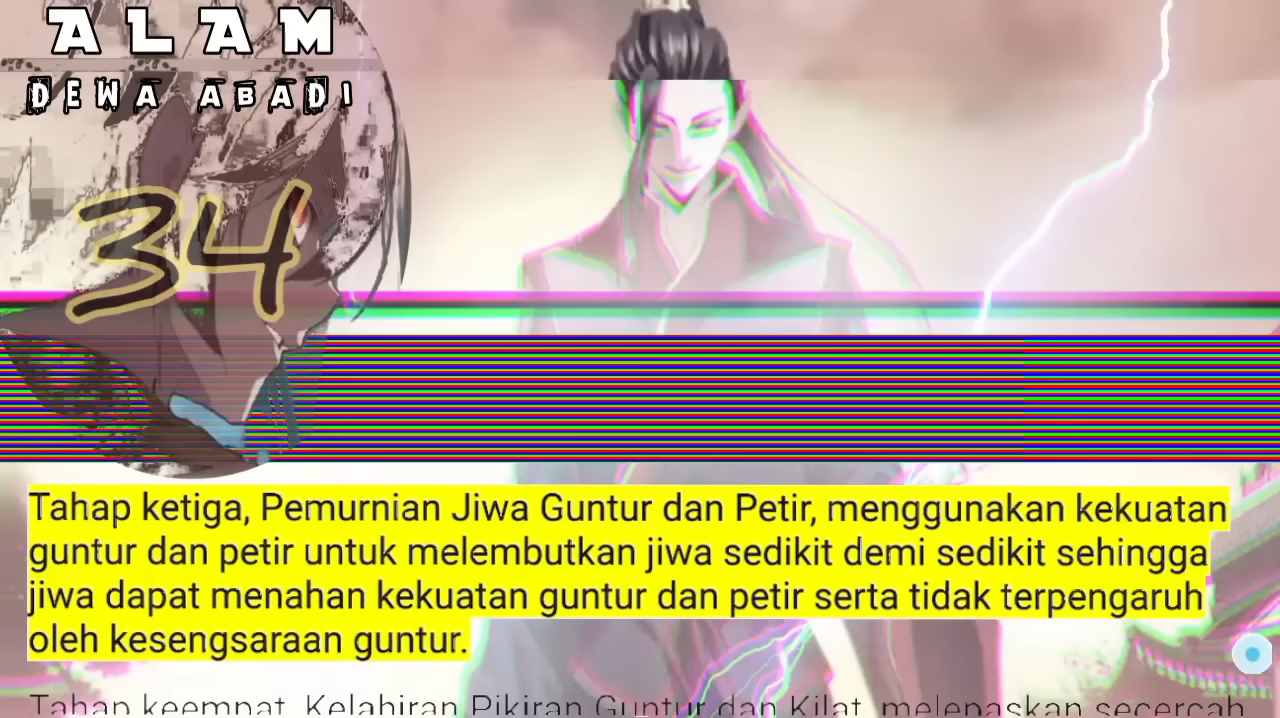 ALAM
DEWA ABADI
34
Tahap ketiga, Pemurnian Jiwa Guntur dan Petir, menggunakan kekuatan
guntur dan petir untuk melembutkan jiwa sedikit demi sedikit sehingga
jiwa dapat menahan kekuatan guntur dan petir serta tidak terpengaruh
oleh kesengsaraan guntur.
Tahap keempat, Kelahiran Pikiran Guntur dan Kilat, melepaskan secercah